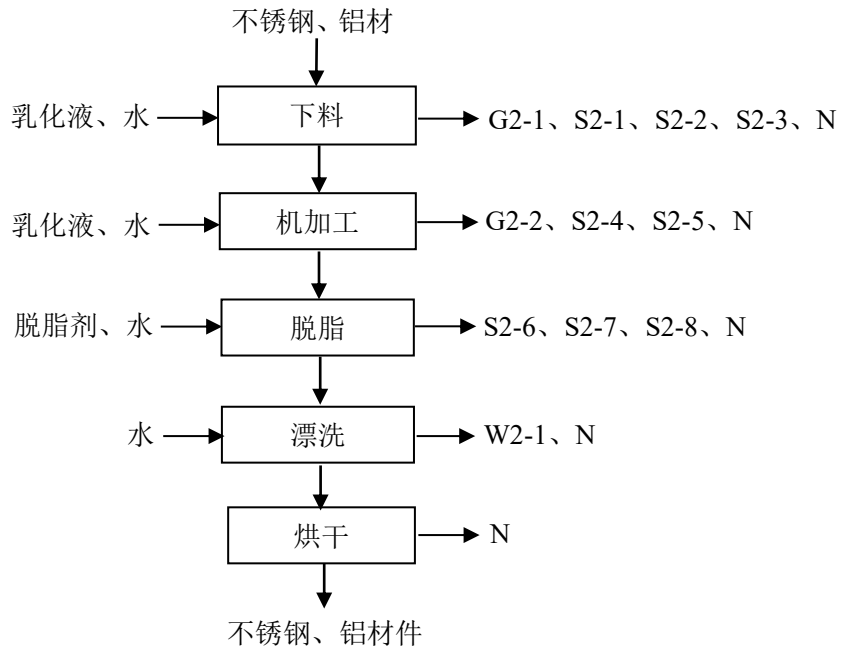 不锈钢、铝材
乳化液、水 下料 G2-1、S2-1、S2-2、S2-3、N
乳化液、水 机加工 G2-2、S2-4、S2-5、N
脱脂剂、水 脱脂 S2-6、S2-7、S2-8、N
水 漂洗 W2-1、N
烘干 N
不锈钢、铝材件